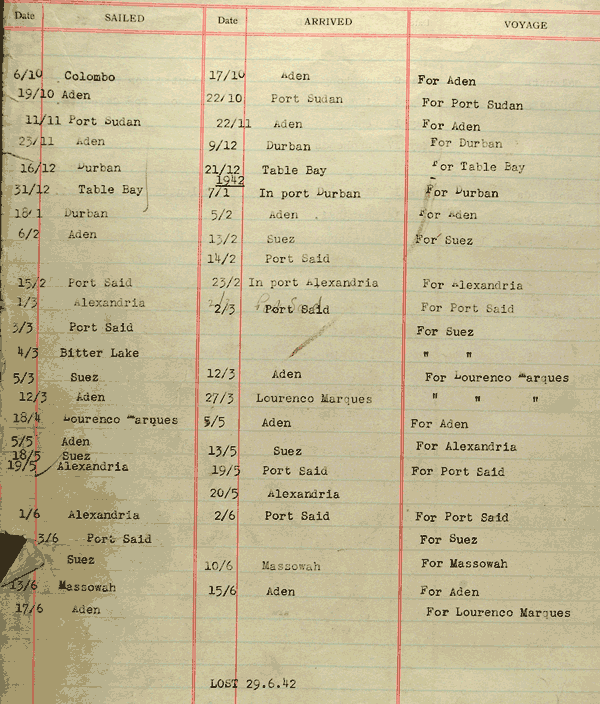 Date SAILED Date ARRIVED VOYAGE
6/10 Colombo 17/10 Aden For Aden
19/10 Aden 22/10 Port Sudan For Port Sudan
11/11 Port Sudan 22/11 Aden For Aden
23/11 Aden 9/12 Durban For Durban
16/12 Durban 21/12 Table Bay For Table Bay
1942
31/12 Table Bay 7/1 In port Durban For Durban
18/1 Durban 5/2 Aden For Aden
6/2 Aden 13/2 Suez For Suez
14/2 Port Said
15/2 Port Said 23/2 In port Alexandria For Alexandria
1/3 Alexandria 2/3 Port Said For Port Said
3/3 Port Said For Suez
4/3 Bitter Lake " "
5/3 Suez 12/3 Aden For Lourenco Marques
12/3 Aden 27/3 Lourenco Marques " " "
18/4 Lourenco Marques 5/5 Aden For Aden
5/5 Aden
18/5 Suez 13/5 Suez For Alexandria
19/5 Alexandria 19/5 Port Said For Port Said
20/5 Alexandria
1/6 Alexandria 2/6 Port Said For Port Said
3/6 Port Said For Suez
Suez 10/6 Massowah For Massowah
13/6 Massowah 15/6 Aden For Aden
17/6 Aden For Lourenco Marques
LOST 29.6.42